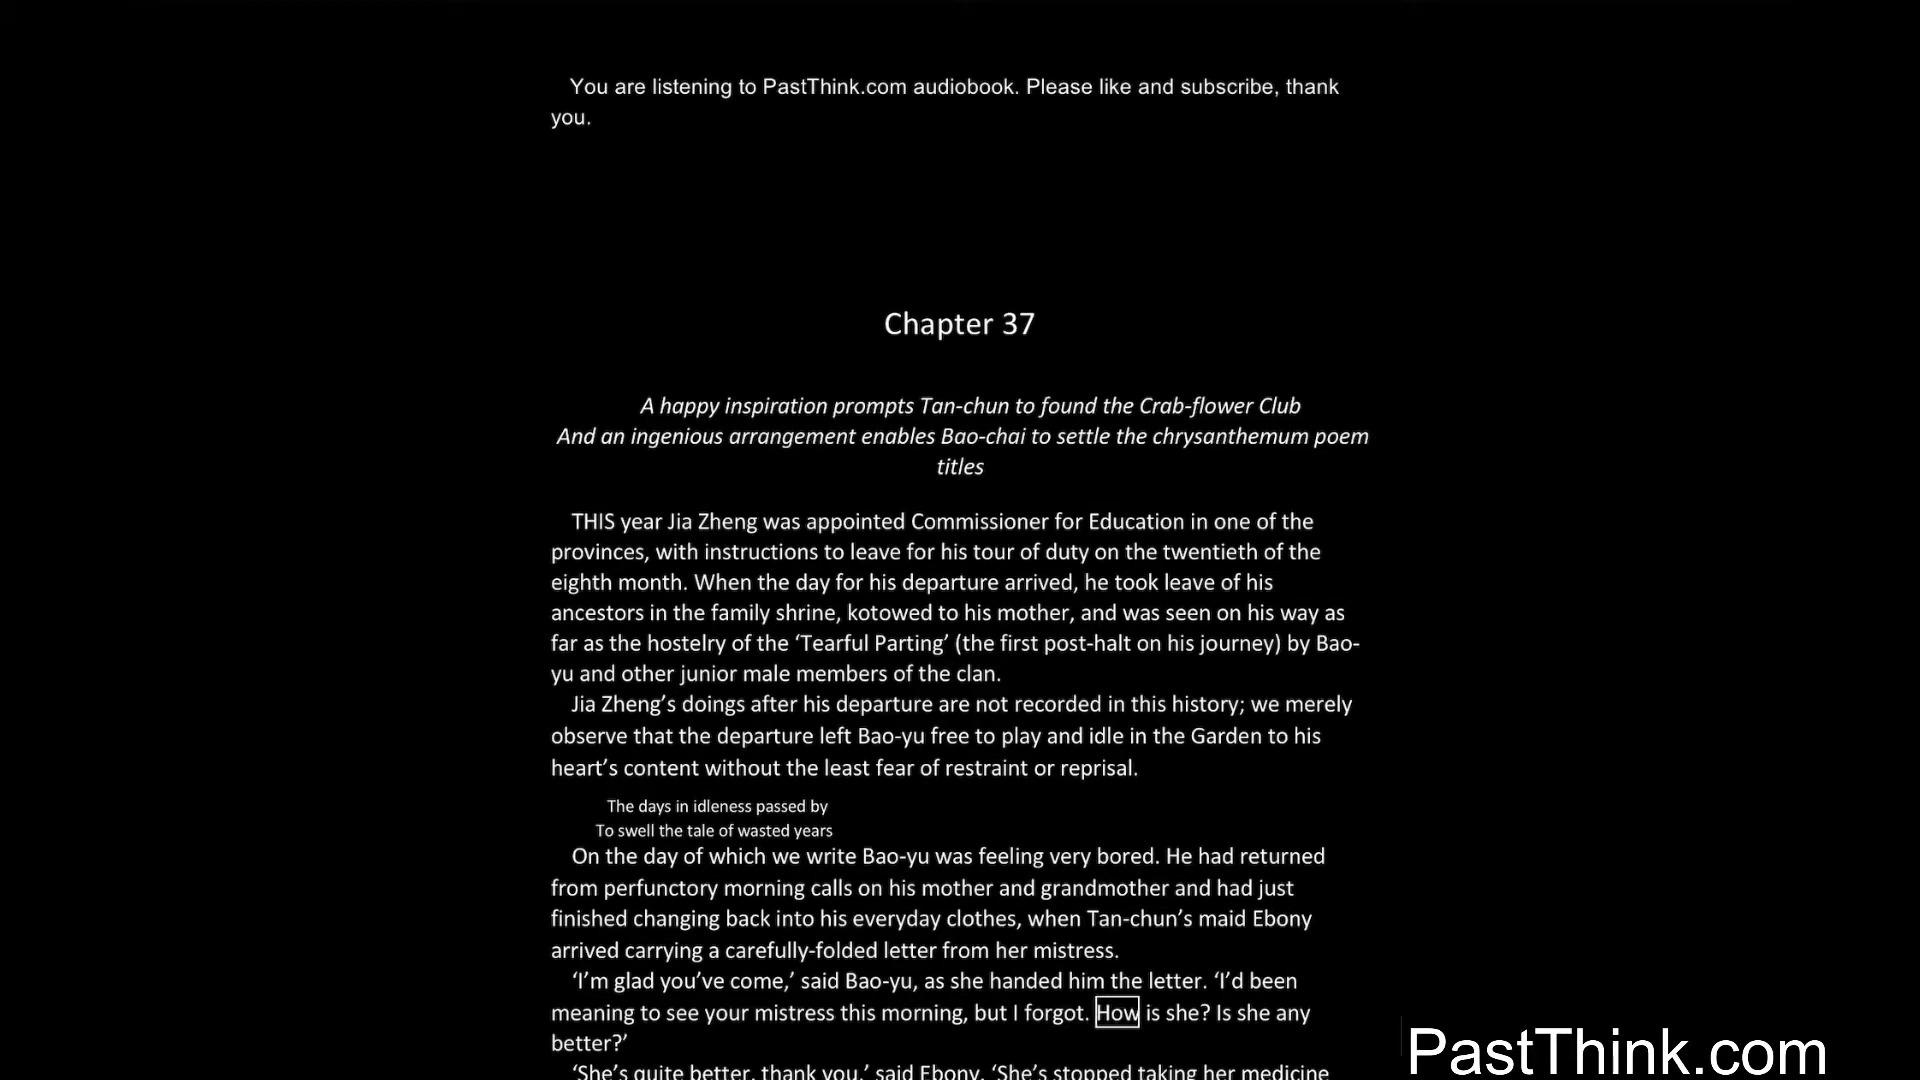 You are listening to PastThink.com audiobook. Please like and subscribe, thank
you.
Chapter 37
A happy inspiration prompts Tan-chun to found the Crab-flower Club
And an ingenious arrangement enables Bao-chai to settle the chrysanthemum poem
titles
THIS year Jia Zheng was appointed Commissioner for Education in one of the
provinces, with instructions to leave for his tour of duty on the twentieth of the
eighth month. When the day for his departure arrived, he took leave of his
ancestors in the family shrine, kotowed to his mother, and was seen on his way as
far as the hostelry of the ‘Tearful Parting’ (the first post-halt on his journey) by Bao-
yu and other junior male members of the clan.
Jia Zheng’s doings after his departure are not recorded in this history; we merely
observe that the departure left Bao-yu free to play and idle in the Garden to his
heart’s content without the least fear of restraint or reprisal.
The days in idleness passed by
To swell the tale of wasted years
On the day of which we write Bao-yu was feeling very bored. He had returned
from perfunctory morning calls on his mother and grandmother and had just
finished changing back into his everyday clothes, when Tan-chun’s maid Ebony
arrived carrying a carefully-folded letter from her mistress.
‘I’m glad you’ve come,’ said Bao-yu, as she handed him the letter. ‘I’d been
meaning to see your mistress this morning, but I forgot. How is she? Is she any
better?’
‘She’s quite better, thank you,’ said Ebony. ‘She’s stopped taking her medicine
PastThink.com